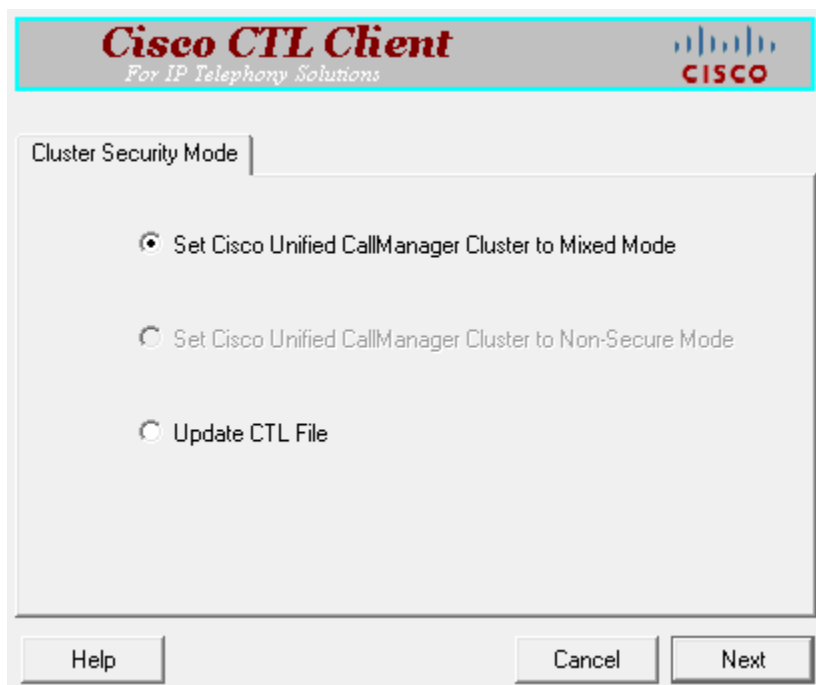 Cisco CTL Client
For IP Telephony Solutions
CISCO
Cluster Security Mode
Set Cisco Unified CallManager Cluster to Mixed Mode
Set Cisco Unified CallManager Cluster to Non-Secure Mode
Update CTL File
Help
Cancel
Next